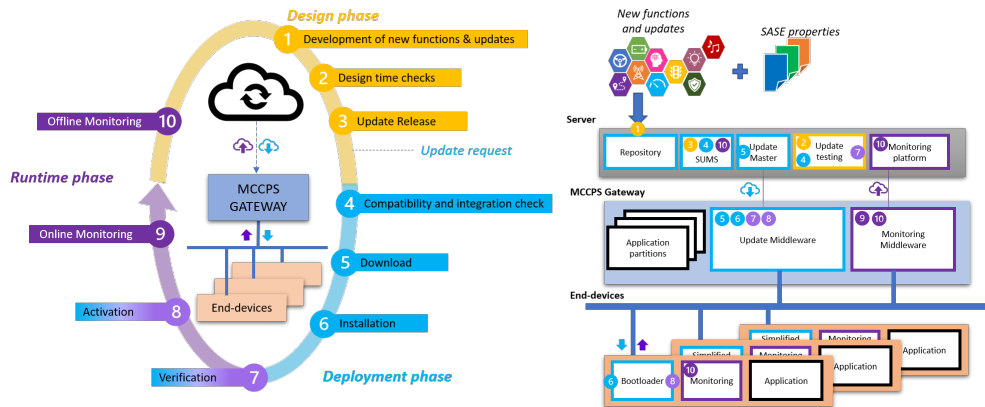 Design phase
1 Development of new functions & updates
2 Design time checks
3 Update Release
Update request
4 Compatibility and integration check
5 Download
6 Installation
Deployment phase
Verification 7
Activation 8
Online Monitoring 9
Runtime phase
Offline Monitoring 10
MCCPS
GATEWAY
End-devices
New functions
and updates
SASE properties
Server
1
Repository
3 4 10
SUMS
5 Update
Master
2 Update
4 testing 7
10 Monitoring
platform
MCCPS Gateway
Application
partitions
5 6 7 8
Update Middleware
9 10
Monitoring
Middleware
End-devices
Simplified
Monitoring
Application
Simplified
Monitoring
Application
6 Bootloader 8
10
Monitoring
Application